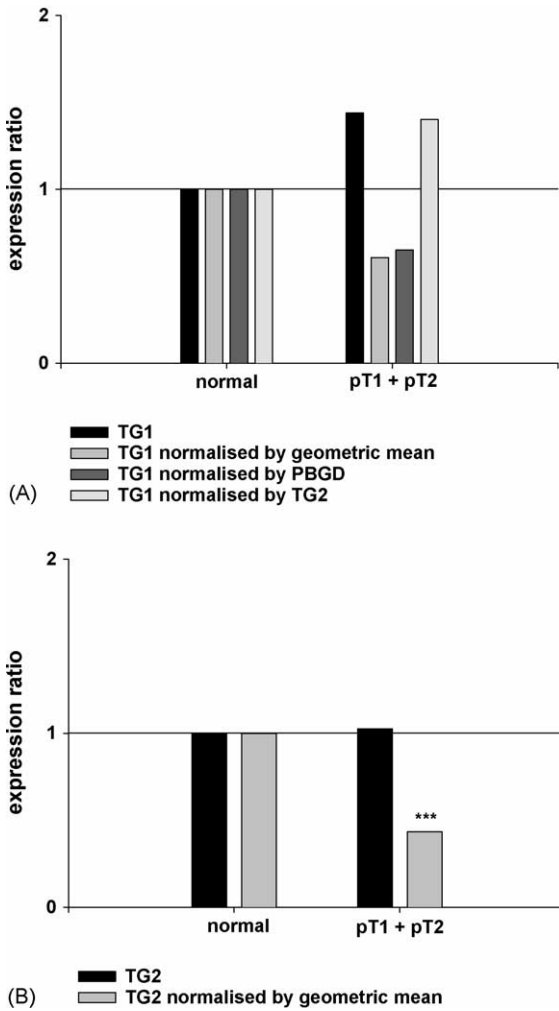 2
expression ratio
1
0
normal pT1 + pT2
TG1
TG1 normalised by geometric mean
TG1 normalised by PBGD
(A) TG1 normalised by TG2
2
expression ratio
1
***
0
normal pT1 + pT2
TG2
(B) TG2 normalised by geometric mean